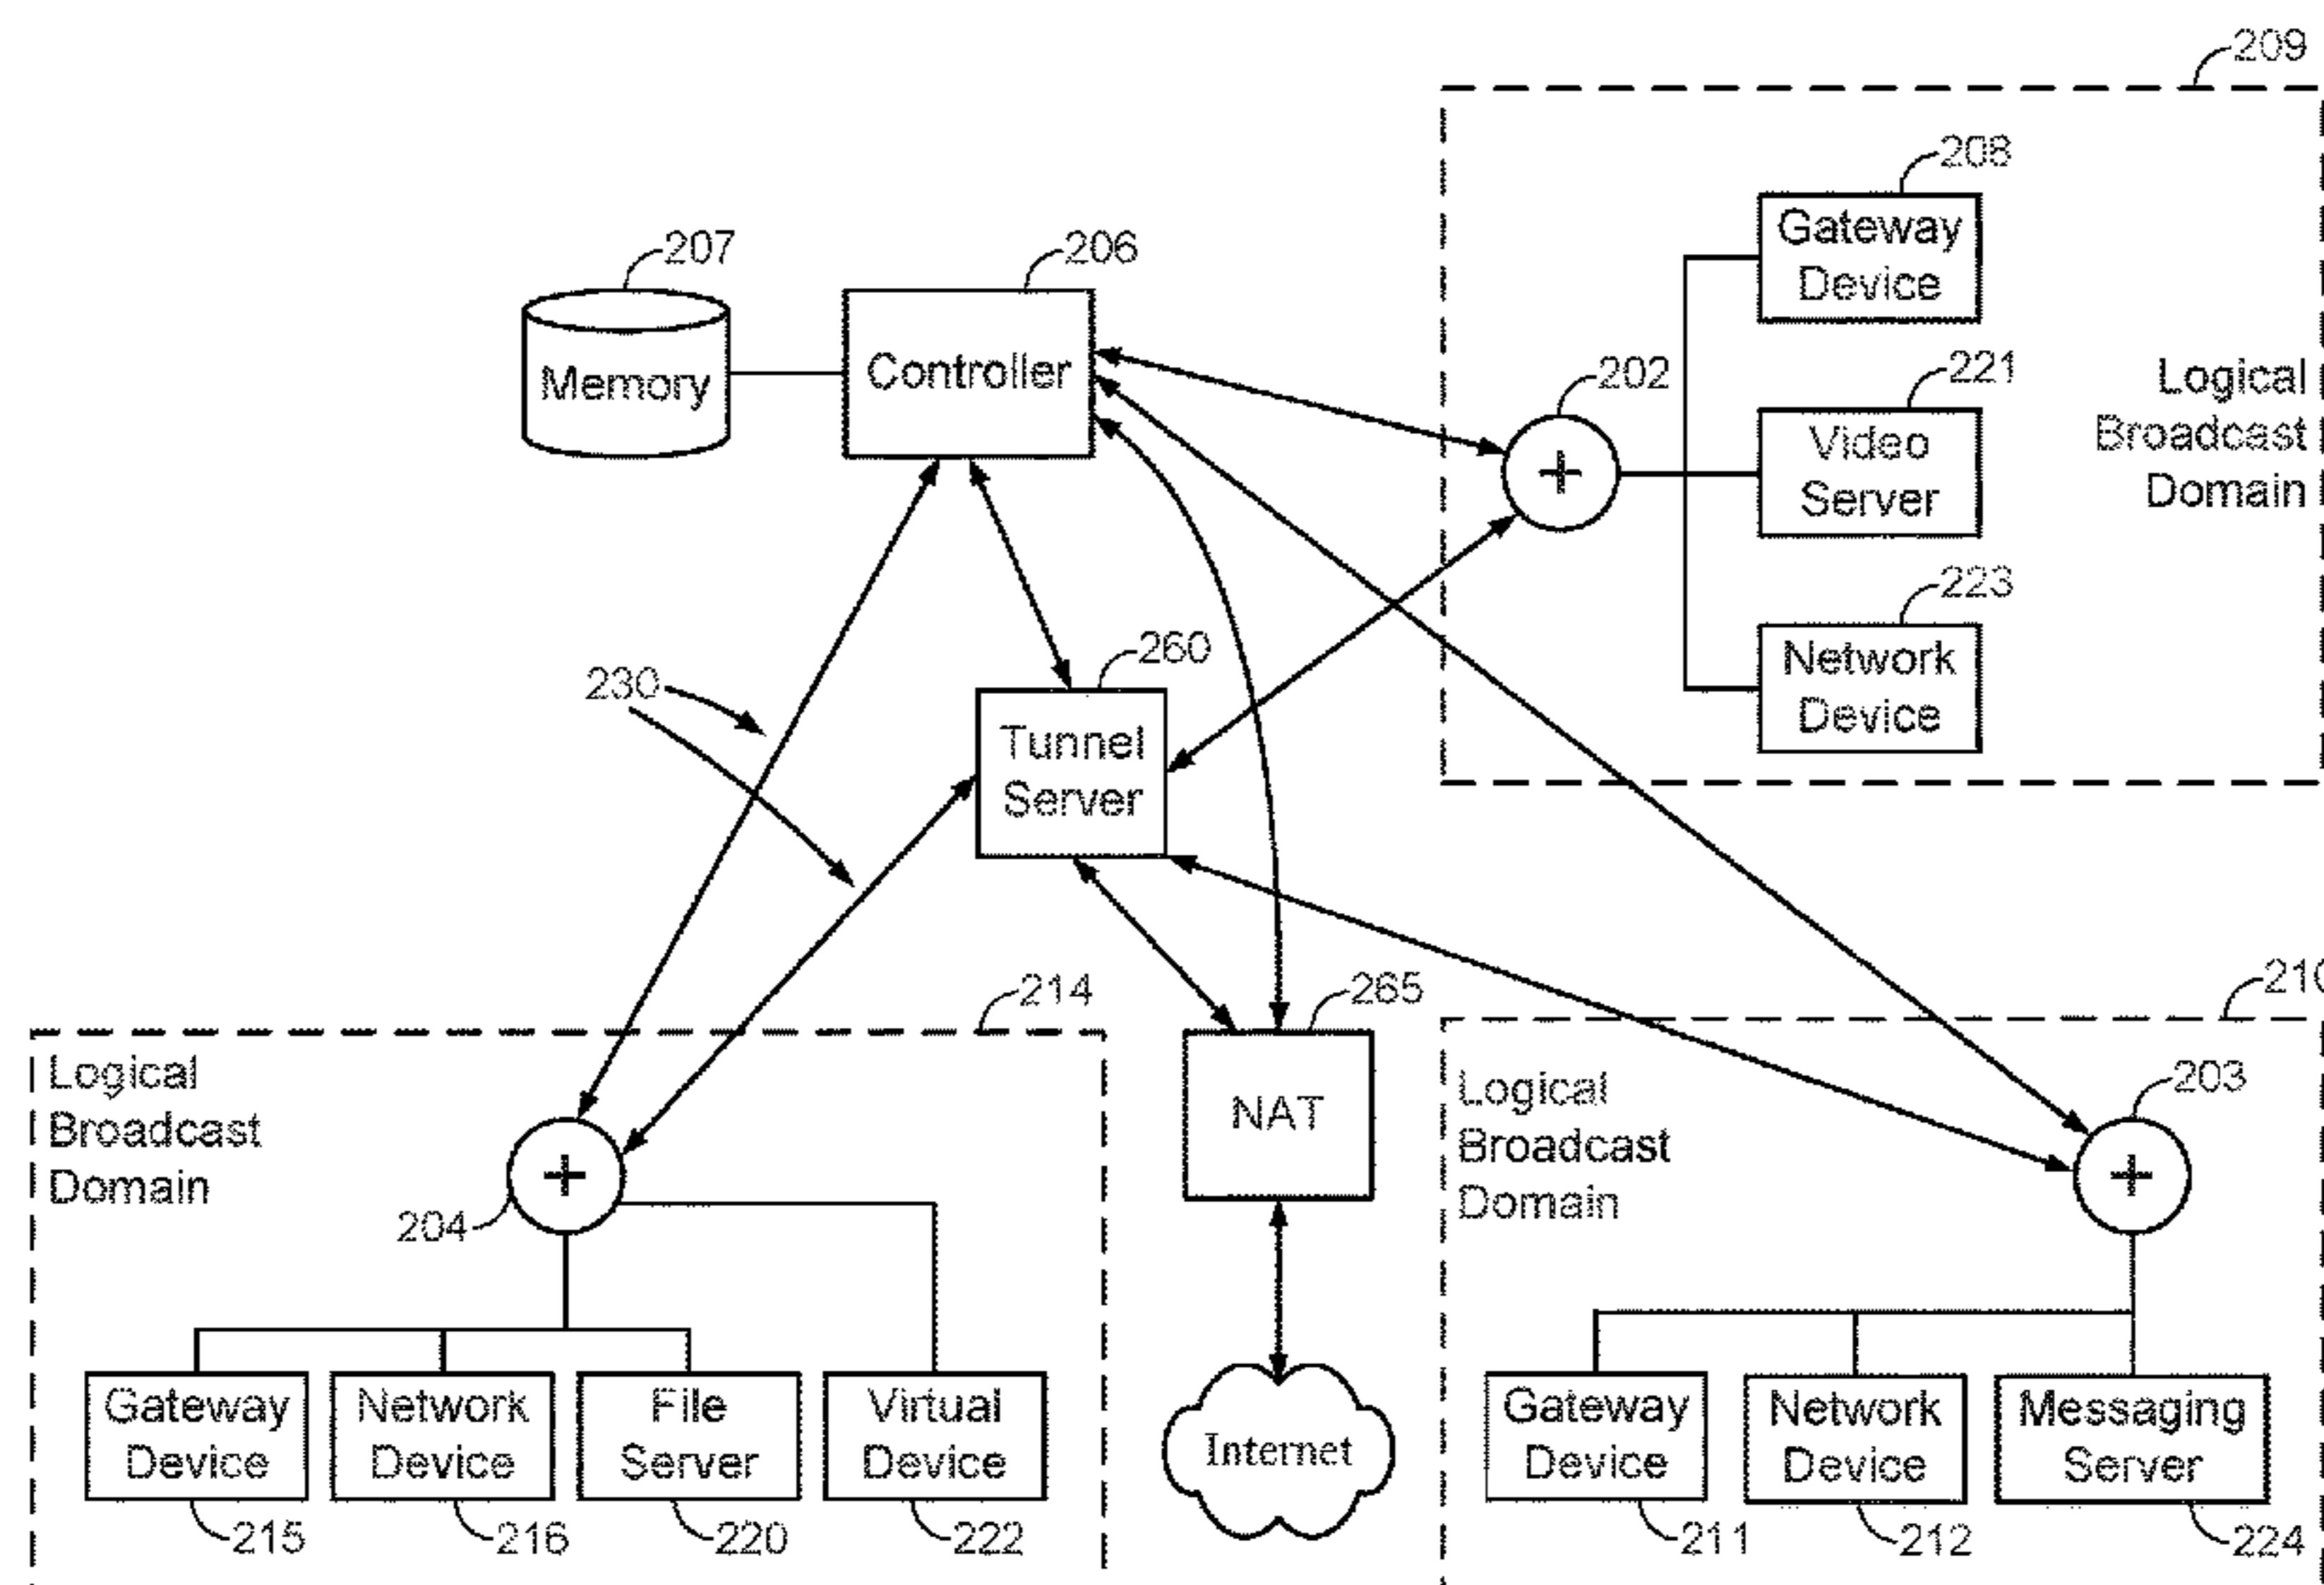 209
208
Gateway
Device
207
206
Memory
Controller
202
221
Video
Server
Logical
Broadcast
Domain
223
Network
Device
230
260
Tunnel
Server
214
265
210
Logical
Broadcast
Domain
204
NAT
Logical
Broadcast
Domain
203
Gateway
Device
Network
Device
File
Server
Virtual
Device
Internet
Gateway
Device
Network
Device
Messaging
Server
215
216
220
222
211
212
224